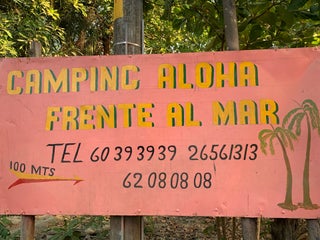 CAMPING ALOHA
FRENTE AL MAR
TEL 60393939 26561313
100 MTS
62080808